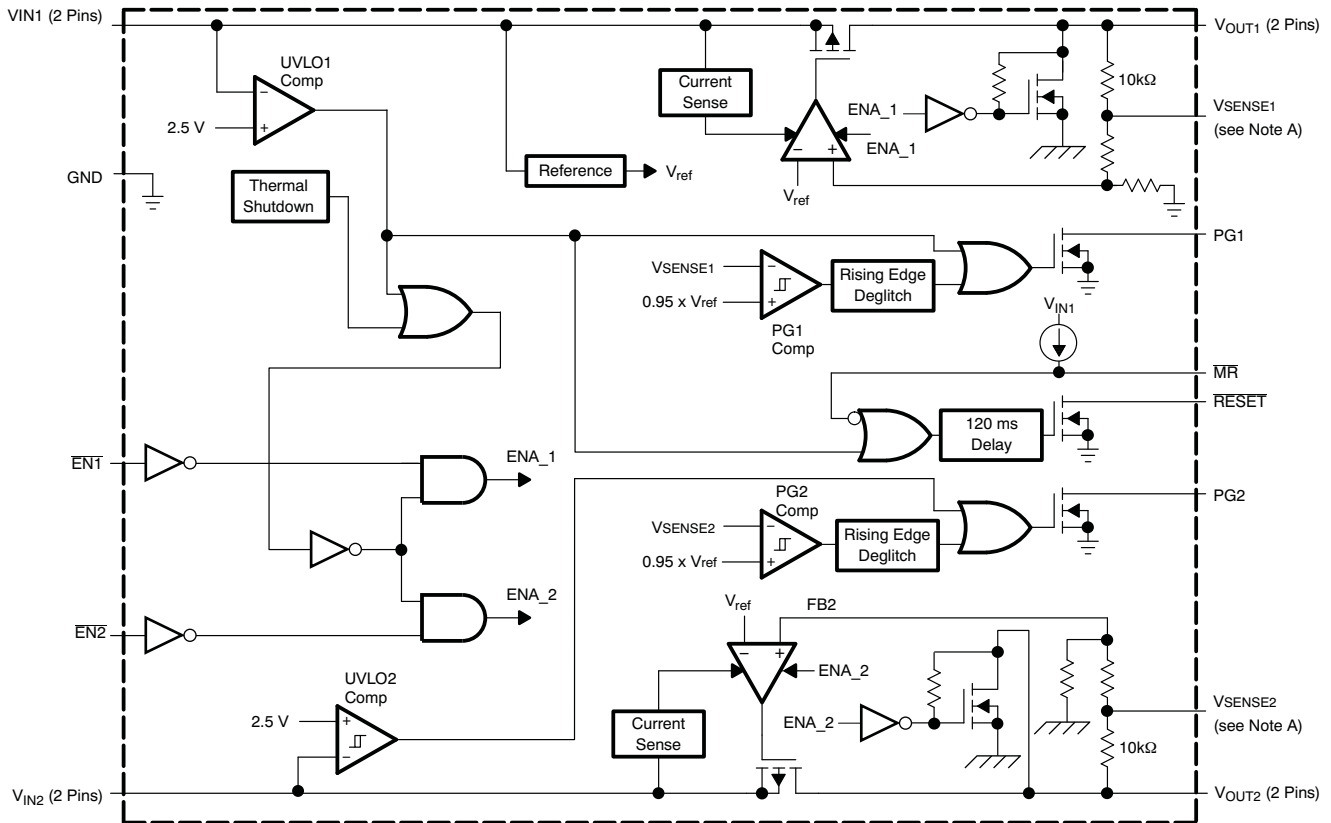 VIN1 (2 Pins)
VOUT1 (2 Pins)
UVLO1
Comp
−
+
2.5 V
Current
Sense
ENA_1
10kΩ
VSENSE1
(see Note A)
ENA_1
−
+
GND
Reference
Vref
Vref
Thermal
Shutdown
PG1
VSENSE1
−
0.95 x Vref
+
Rising Edge
Deglitch
PG1
Comp
VIN1
MR
RESET
120 ms
Delay
EN1
ENA_1
PG2
Comp
PG2
VSENSE2
−
0.95 x Vref
+
Rising Edge
Deglitch
ENA_2
Vref
FB2
EN2
−
+
ENA_2
UVLO2
Comp
2.5 V
+
−
Current
Sense
ENA_2
VSENSE2
(see Note A)
10kΩ
VIN2 (2 Pins)
VOUT2 (2 Pins)